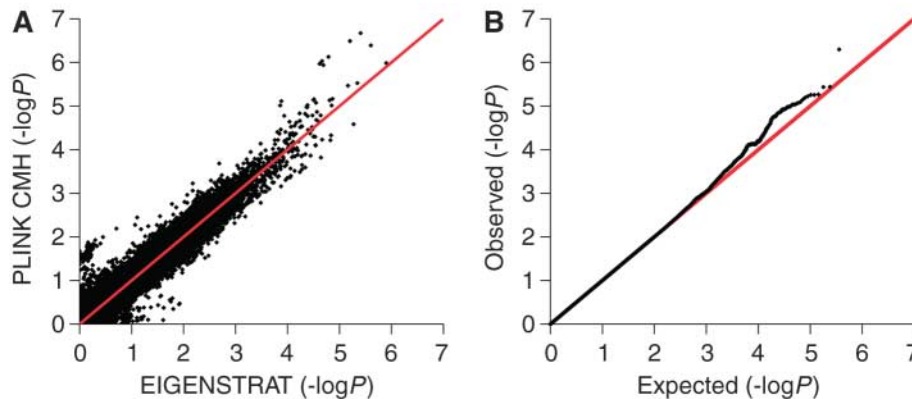 A
B
PLINK CMH (-logP)
7
6
5
4
3
2
1
0
0 1 2 3 4 5 6 7
EIGENSTRAT (-logP)
Observed (-logP)
7
6
5
4
3
2
1
0
0 1 2 3 4 5 6 7
Expected (-logP)